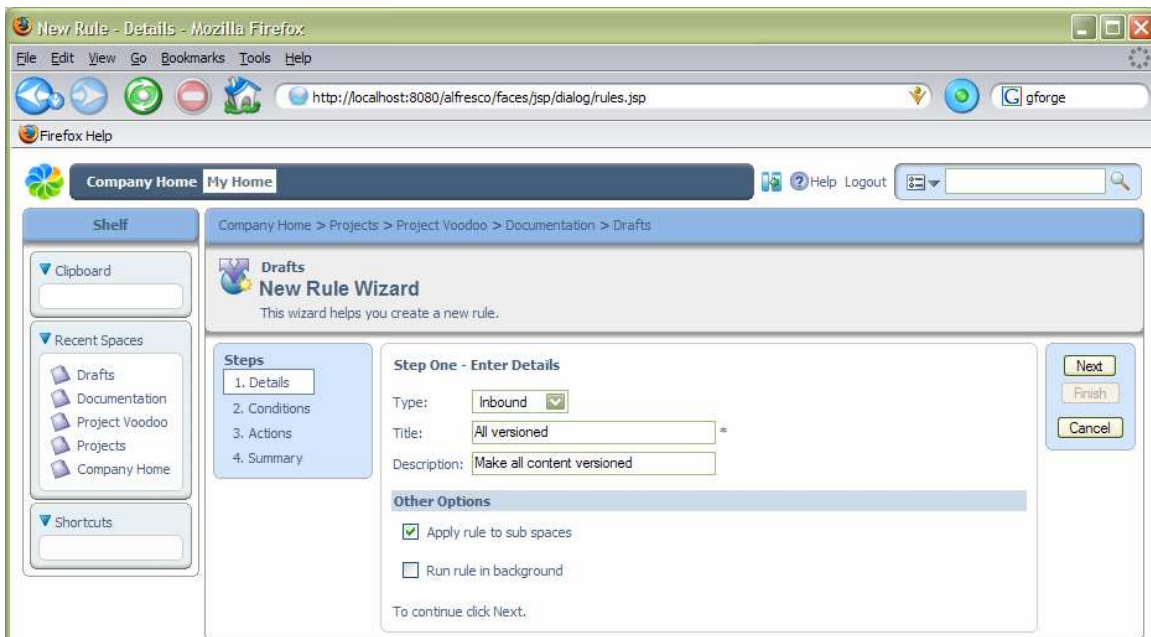 New Rule - Details - Mozilla Firefox
File Edit View Go Bookmarks Tools Help
http://localhost:8080/alfresco/faces/jsp/dialog/rules.jsp
G gforge
Firefox Help
Company Home My Home
Help Logout
Shelf
Company Home > Projects > Project Voodoo > Documentation > Drafts
Clipboard
Drafts
New Rule Wizard
This wizard helps you create a new rule.
Recent Spaces
Drafts
Documentation
Project Voodoo
Projects
Company Home
Shortcuts
Steps
1. Details
2. Conditions
3. Actions
4. Summary
Step One - Enter Details
Type: Inbound
Title: All versioned *
Description: Make all content versioned
Other Options
Apply rule to sub spaces
Run rule in background
To continue click Next.
Next
Finish
Cancel